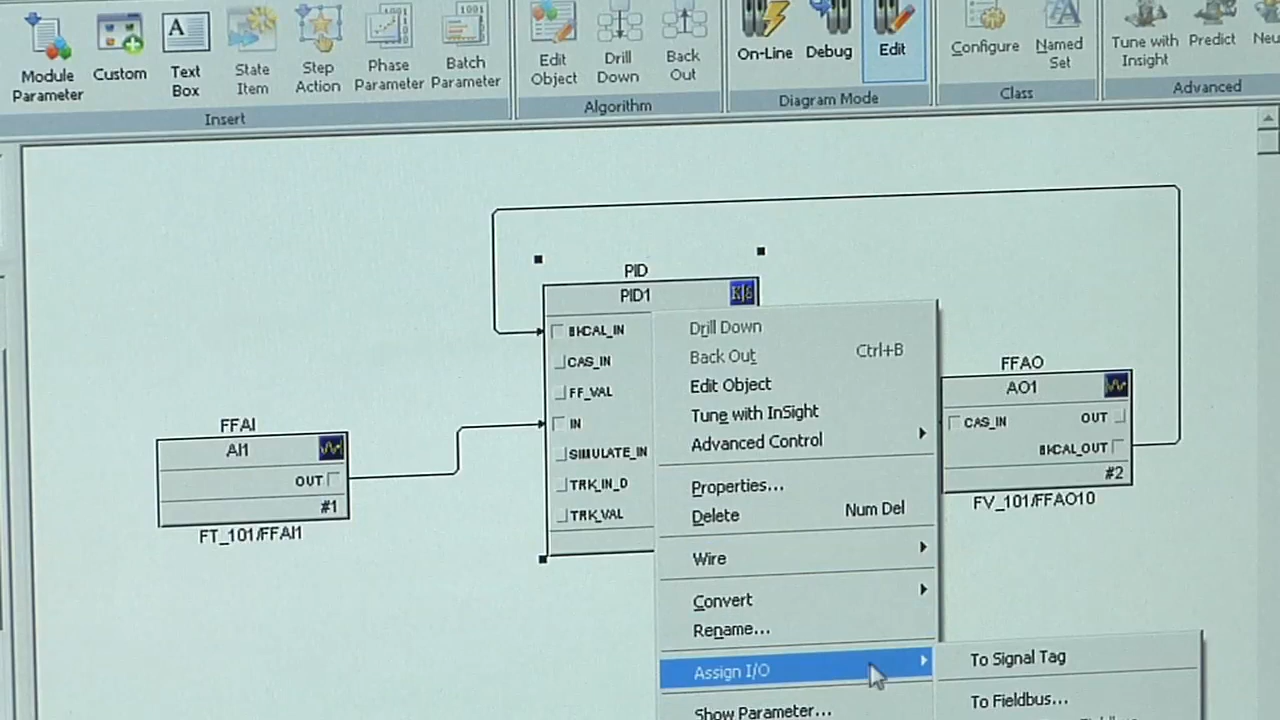 Module
Parameter
Custom
Text
Box
State
Item
Step
Action
Phase
Parameter
Batch
Parameter
Edit
Object
Drill
Down
Back
Out
On-Line
Debug
Edit
Configure
Named
Set
Tune with
Insight
Predict
Insert
Algorithm
Diagram Mode
Class
Advanced
PID
PID1
BKCAL_IN
CAS_IN
FF_VAL
IN
SIMULATE_IN
TRK_IN_D
TRK_VAL
FFAI
AI1
OUT
#1
FT_101/FFAI1
Drill Down
Back Out Ctrl+B
Edit Object
Tune with InSight
Advanced Control
Properties...
Delete Num Del
Wire
Convert
Rename...
Assign I/O
Show Parameter...
To Signal Tag
To Fieldbus...
FFAO
AO1
CAS_IN OUT
BKCAL_OUT
#2
FV_101/FFAO10